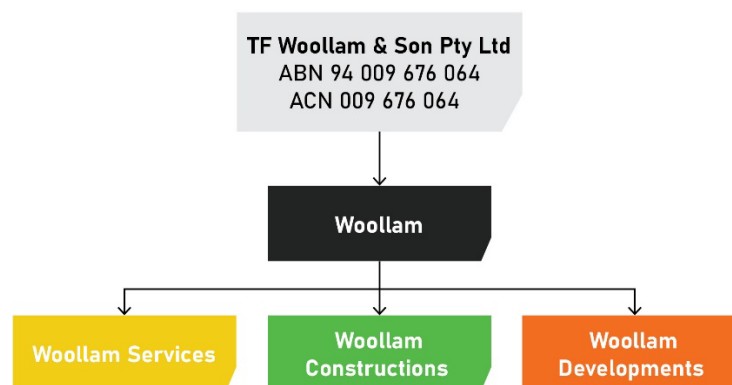 TF Woollam & Son Pty Ltd
ABN 94 009 676 064
ACN 009 676 064
Woollam
Woollam Services
Woollam
Constructions
Woollam
Developments